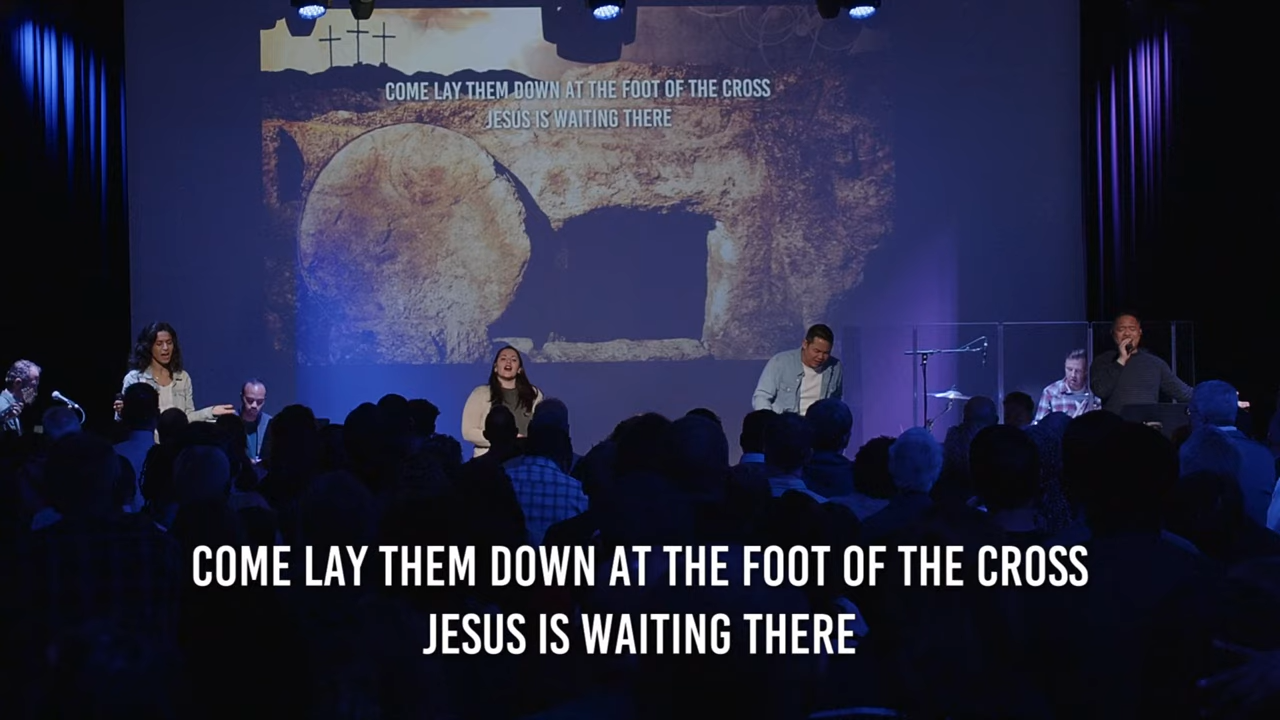 COME LAY THEM DOWN AT THE FOOT OF THE CROSS
JESUS IS WAITING THERE
COME LAY THEM DOWN AT THE FOOT OF THE CROSS
JESUS IS WAITING THERE